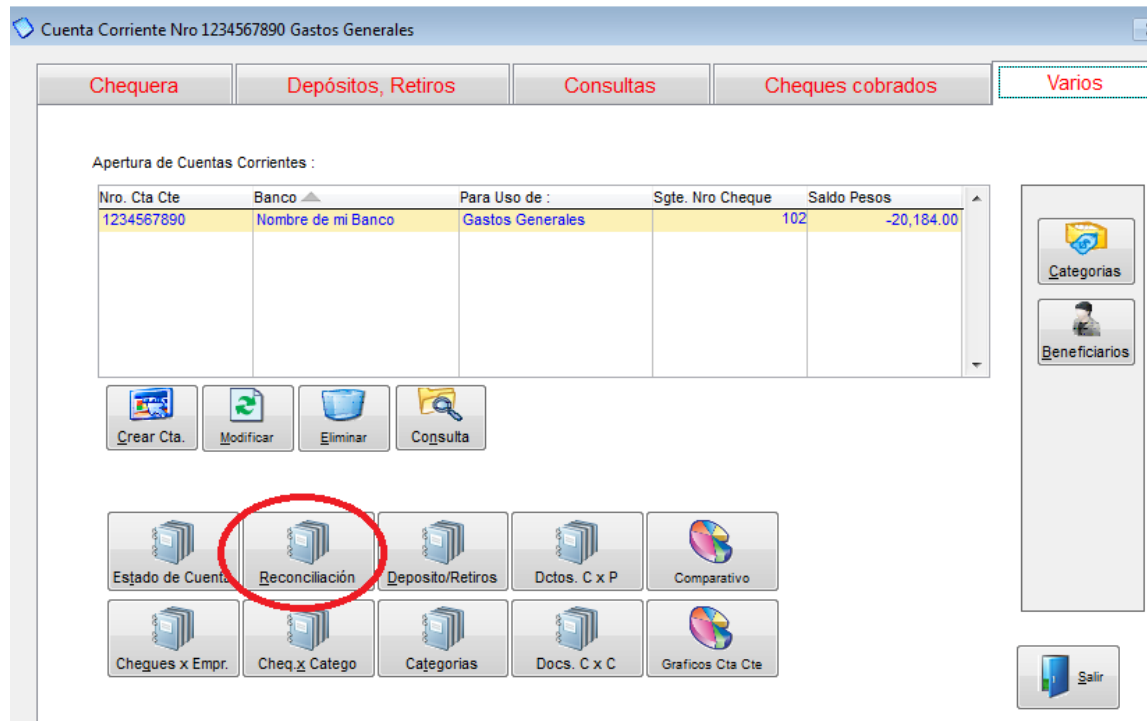 Cuenta Corriente Nro 1234567890 Gastos Generales
Chequera Depósitos, Retiros Consultas Cheques cobrados Varios
Apertura de Cuentas Corrientes :
Nro. Cta Cte Banco Para Uso de : Sgte. Nro Cheque Saldo Pesos
1234567890 Nombre de mi Banco Gastos Generales 102 -20,184.00
Categorias
Beneficiarios
Crear Cta. Modificar Eliminar Consulta
Estado de Cuenta Reconciliación Deposito/Retiros Dctos. C x P Comparativo
Cheques x Empr. Cheq.x Catego Categorias Docs. C x C Graficos Cta Cte
Salir